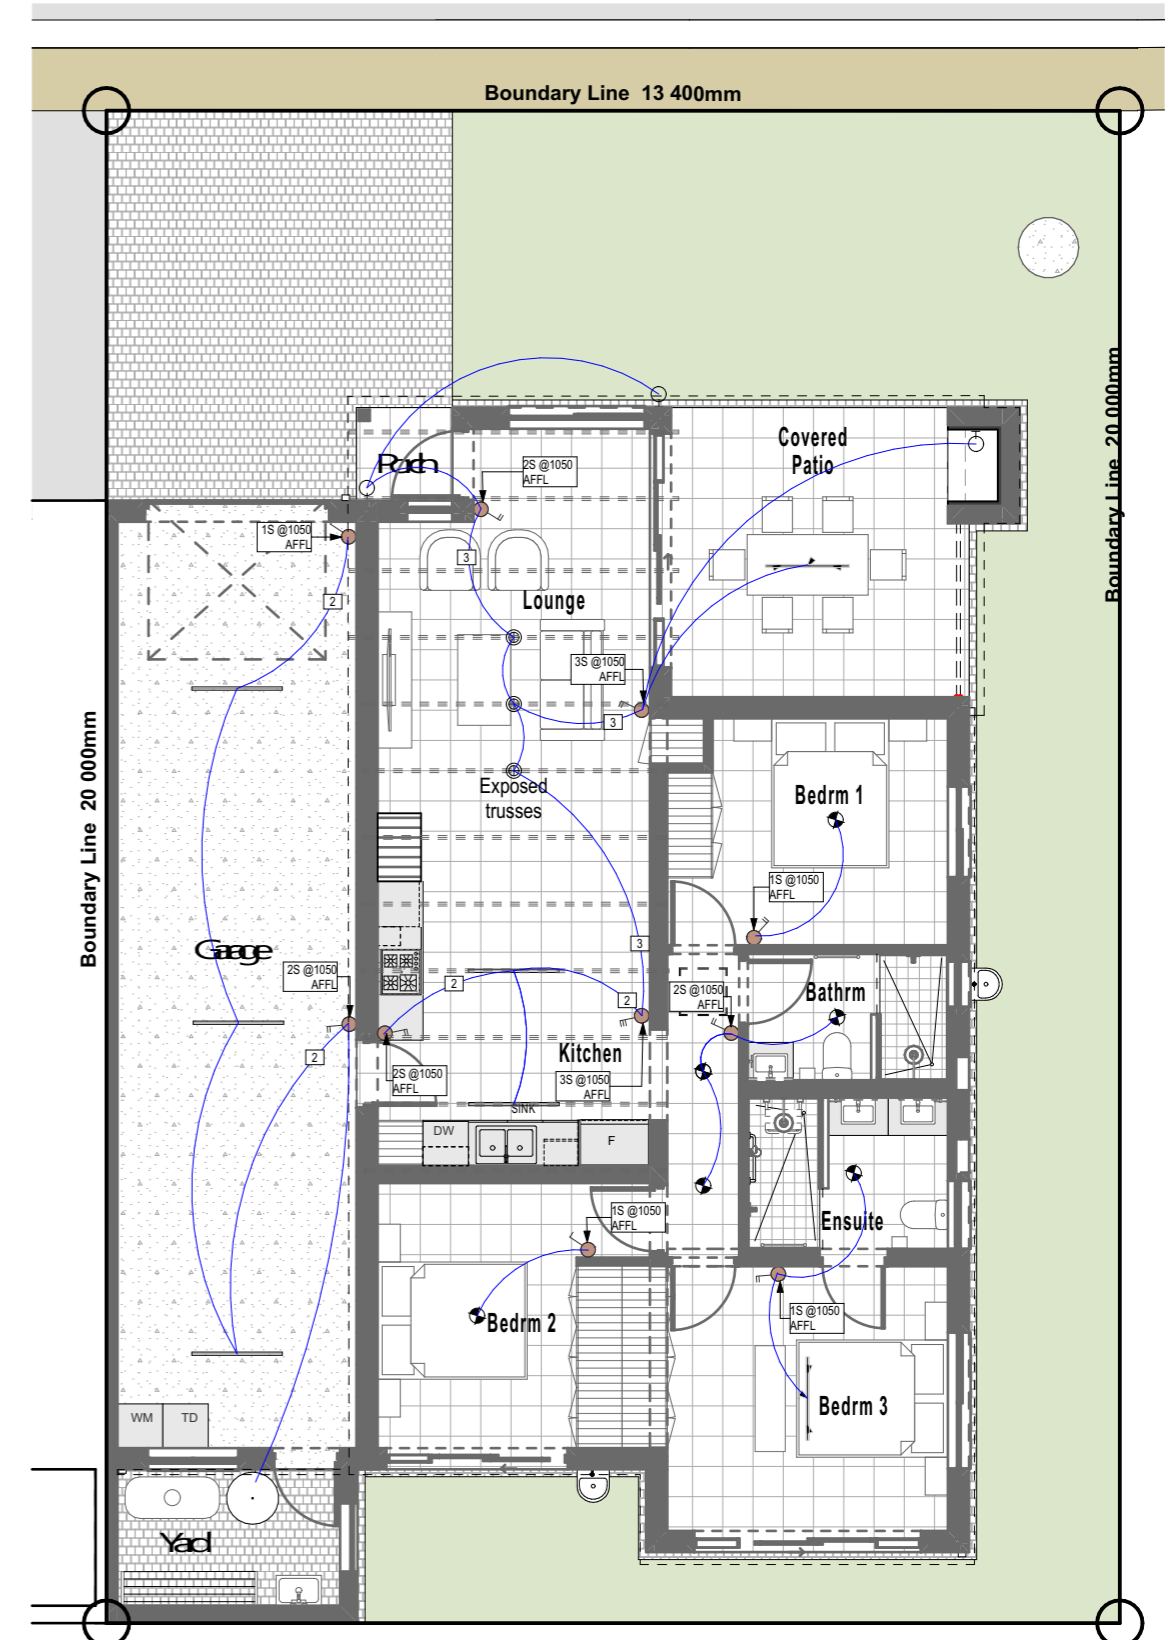 Boundary Line 13 400mm
Covered
Patio
Porch
2S @1050
AFFL
1S @1050
AFFL
3
2
Lounge
Boundary Line 20 000mm
3S @1050
AFFL
3
Boundary Line 20 000mm
Exposed
trusses
Bedrm 1
1S @1050
AFFL
Garage
3
2S @1050
AFFL
2
2
2S @1050
AFFL
Bathrm
Kitchen
2
2S @1050
AFFL
3S @1050
AFFL
SINK
DW
F
1S @1050
AFFL
Ensuite
1S @1050
AFFL
Bedrm 2
Bedrm 3
WM
TD
Yard